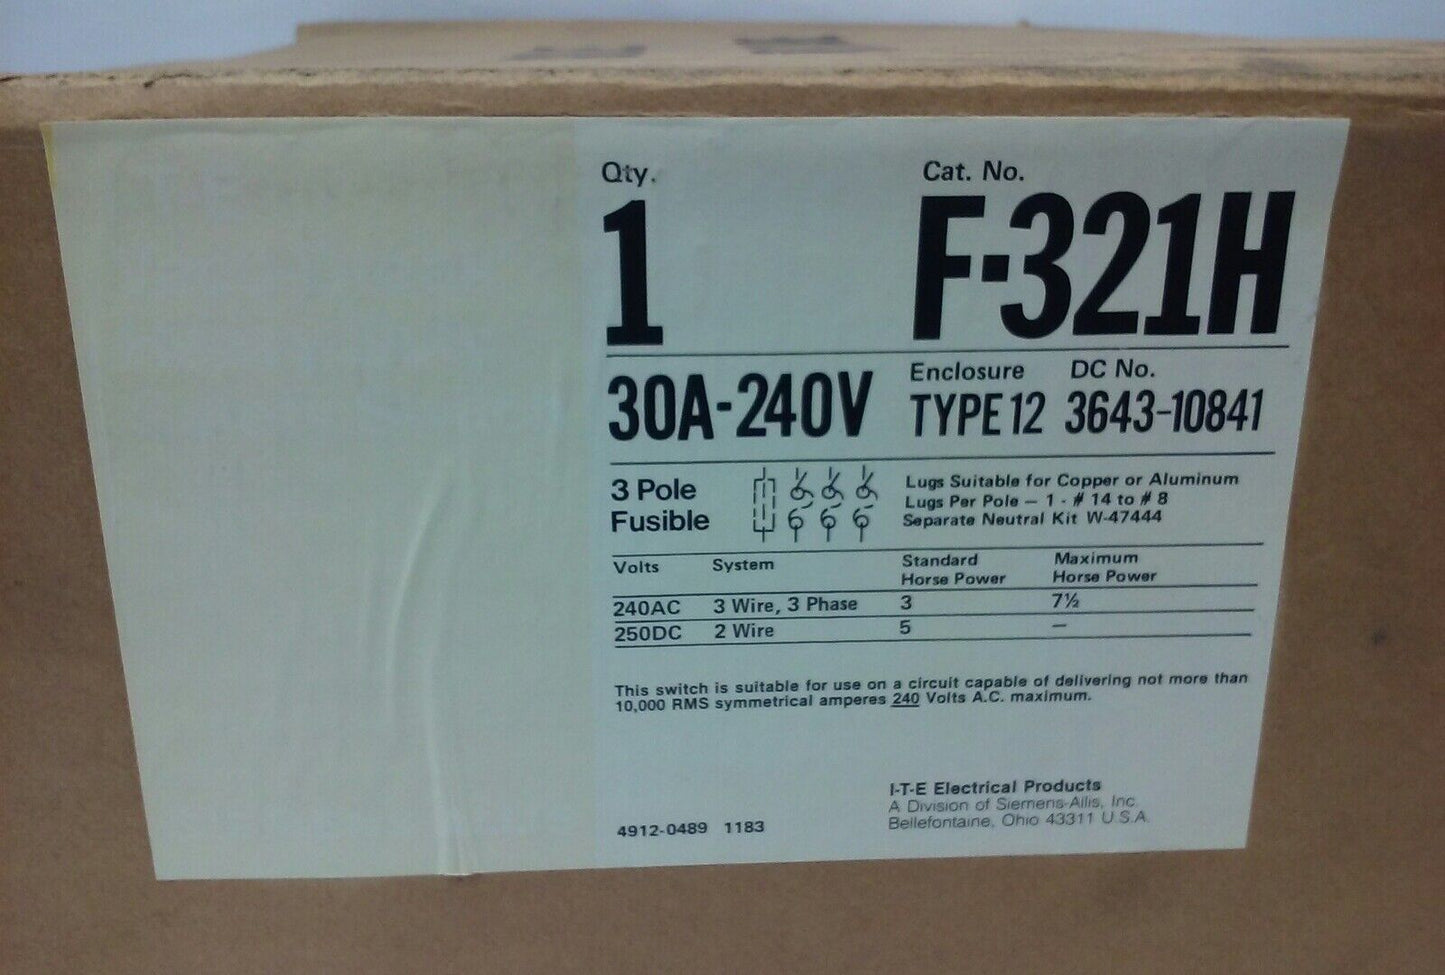 Qty. Cat. No.
1 F-321H
30A-240V Enclosure DC No.
TYPE 12 3643-10841
3 Pole
Fusible
Lugs Suitable for Copper or Aluminum
Lugs Per Pole — 1 - # 14 to # 8
Separate Neutral Kit W-47444
Volts System Standard Horse Power Maximum Horse Power
240AC 3 Wire, 3 Phase 3 7½
250DC 2 Wire 5 —
This switch is suitable for use on a circuit capable of delivering not more than
10,000 RMS symmetrical amperes 240 Volts A.C. maximum.
I-T-E Electrical Products
A Division of Siemens-Allis, Inc.
Bellefontaine, Ohio 43311 U.S.A.
4912-0489 1183